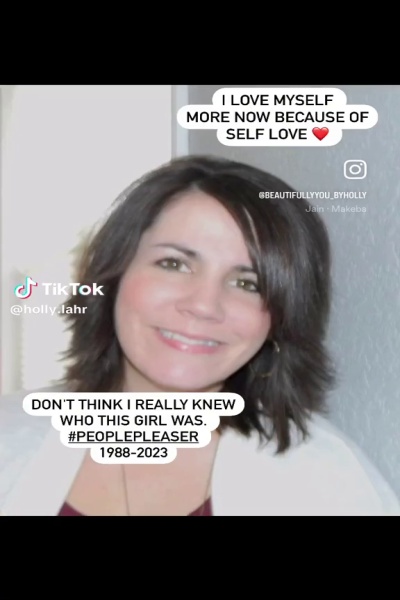 I LOVE MYSELF
MORE NOW BECAUSE OF
SELF LOVE ❤️
@BEAUTIFULLYYOU_BYHOLLY
Jain • Makeba
TikTok
@holly.lahr
DON'T THINK I REALLY KNEW
WHO THIS GIRL WAS.
#PEOPLEPLEASER
1988-2023